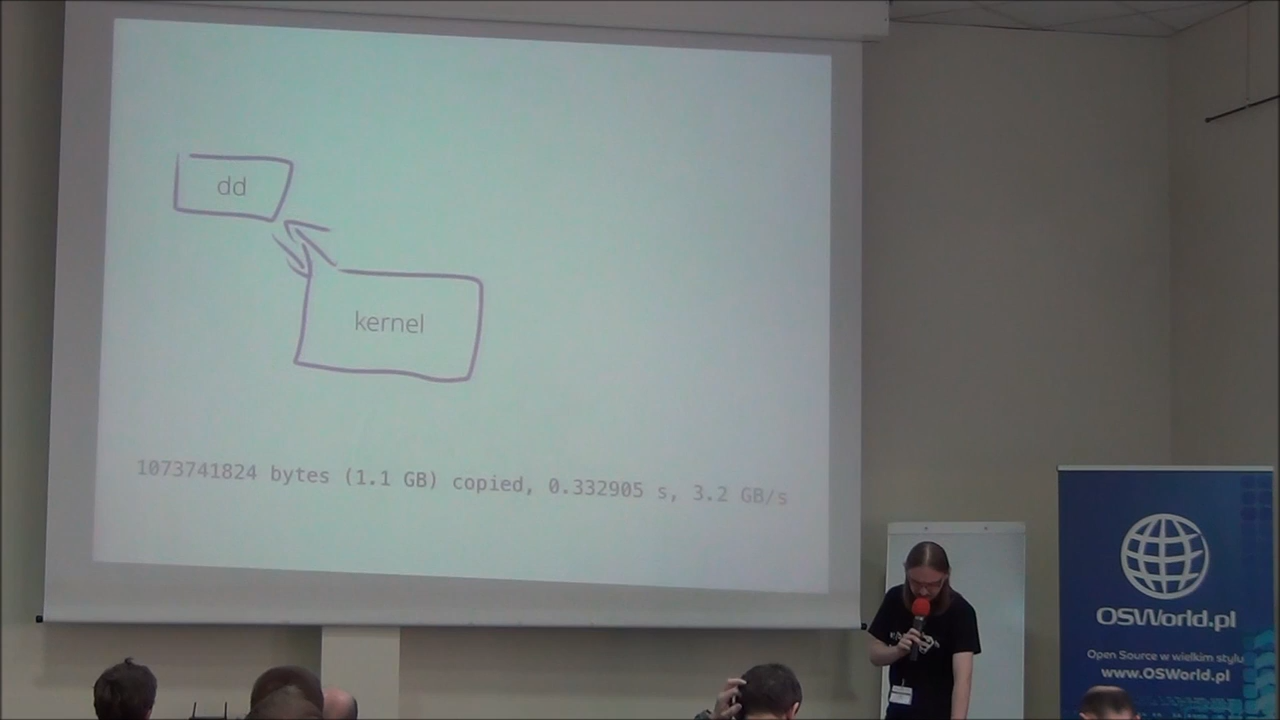 dd
kernel
1073741824 bytes (1.1 GB) copied, 0.332905 s, 3.2 GB/s
OSWorld.pl
Open Source w wielkim stylu
www.OSWorld.pl